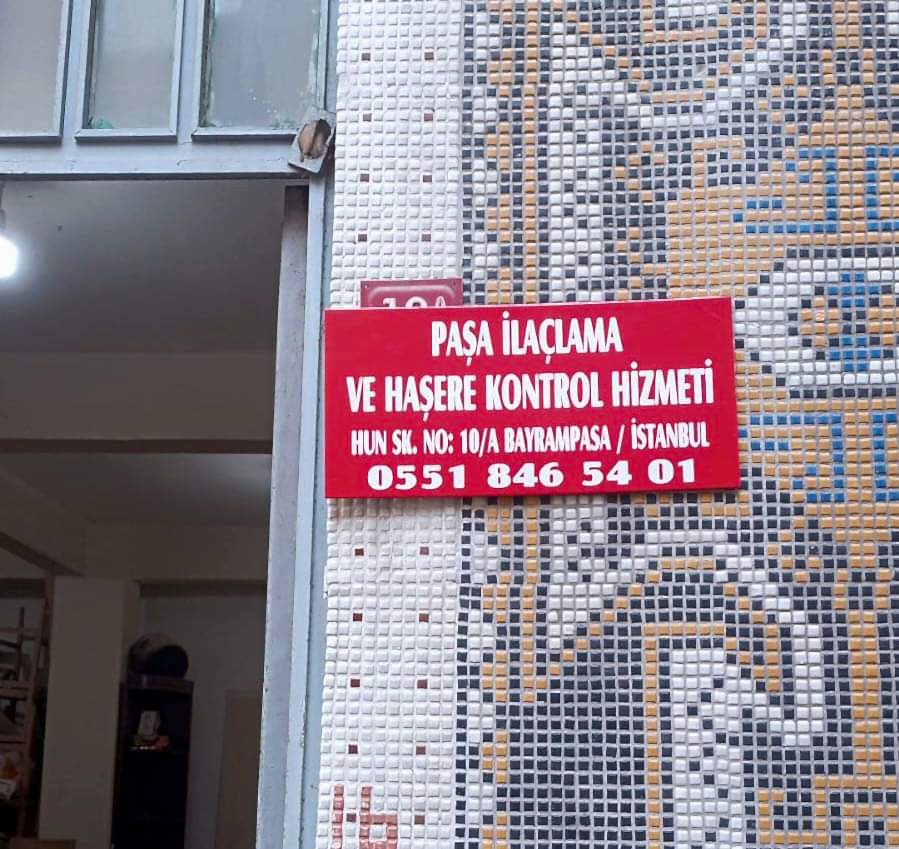 PAŞA İLAÇLAMA
VE HAŞERE KONTROL HİZMETİ
HUN SK. NO: 10/A BAYRAMPASA / İSTANBUL
0551 846 54 01